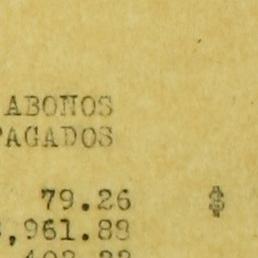 ABONOS
PAGADOS
79.26 $
,961.88